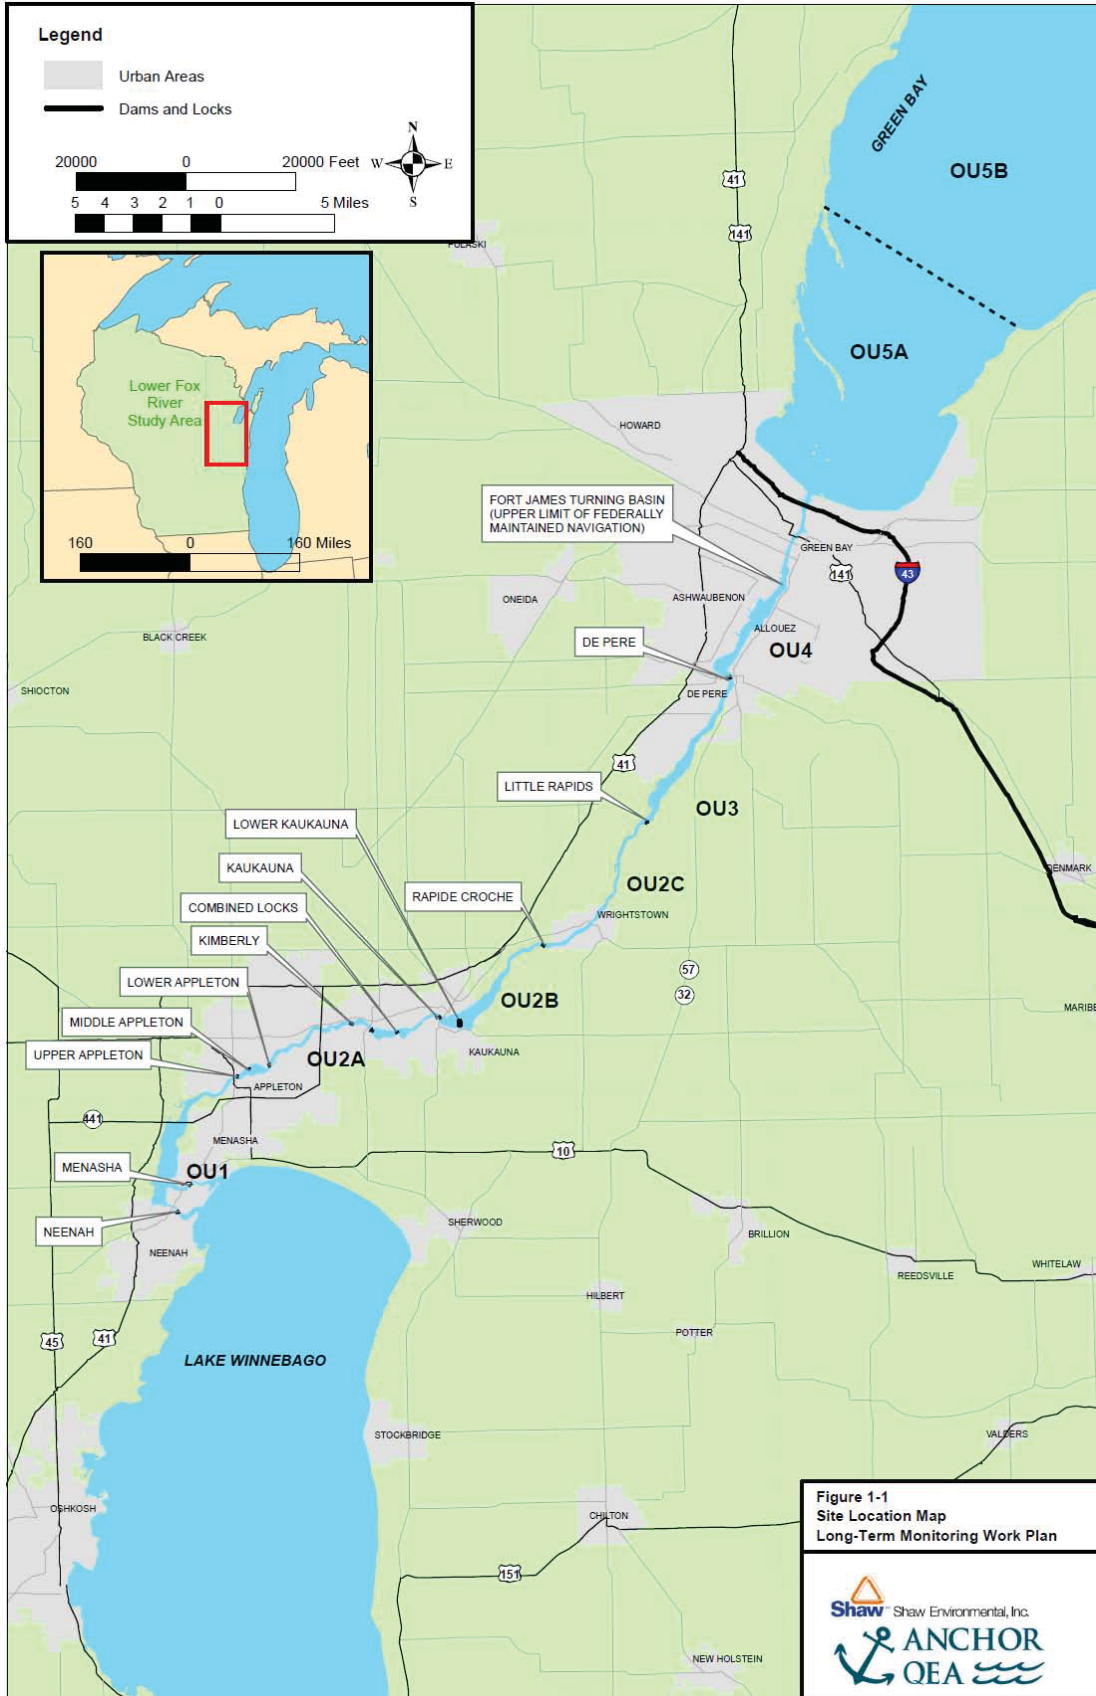 Legend
Urban Areas
Dams and Locks
20000 0 20000 Feet
5 4 3 2 1 0 5 Miles
N
W E
S
Lower Fox
River
Study Area
160 0 160 Miles
GREEN BAY
OU5B
OU5A
41
141
PULASKI
HOWARD
FORT JAMES TURNING BASIN
(UPPER LIMIT OF FEDERALLY
MAINTAINED NAVIGATION)
GREEN BAY
141
43
ONEIDA
ASHWAUBENON
ALLOUEZ
BLACK CREEK
DE PERE
OU4
SHIOCTON
DE PERE
41
LITTLE RAPIDS
OU3
LOWER KAUKAUNA
KAUKAUNA
DENMARK
OU2C
RAPIDE CROCHE
COMBINED LOCKS
WRIGHTSTOWN
KIMBERLY
57
LOWER APPLETON
32
OU2B
MARIBE
MIDDLE APPLETON
UPPER APPLETON
OU2A
KAUKAUNA
APPLETON
441
MENASHA
10
MENASHA
OU1
NEENAH
SHERWOOD
BRILLION
NEENAH
WHITELAW
REEDSVILLE
HILBERT
45
41
POTTER
LAKE WINNEBAGO
STOCKBRIDGE
VALDERS
OSHKOSH
CHILTON
151
NEW HOLSTEIN
Figure 1-1
Site Location Map
Long-Term Monitoring Work Plan
Shaw Shaw Environmental, Inc.
ANCHOR
QEA